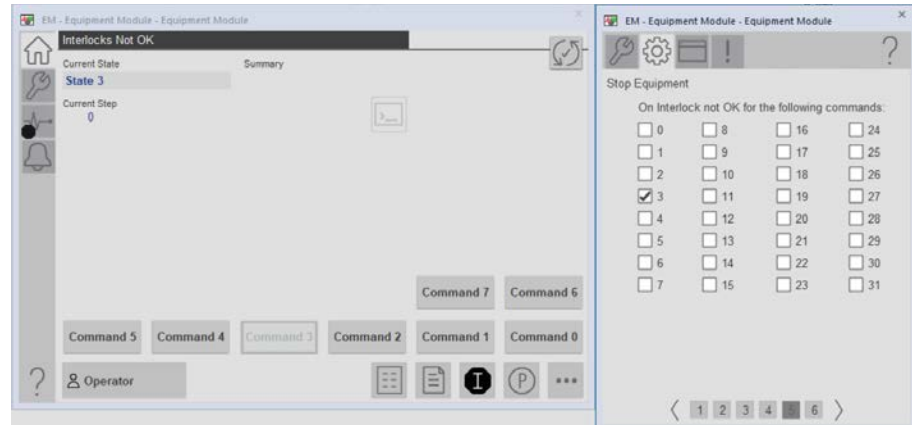 EM - Equipment Module - Equipment Module
Interlocks Not OK
Current State
Summary
State 3
Current Step
0
Command 7 Command 6
Command 5 Command 4 Command 3 Command 2 Command 1 Command 0
? Operator I P
EM - Equipment Module - Equipment Module
?
Stop Equipment
On Interlock not OK for the following commands:
0 8 16 24
1 9 17 25
2 10 18 26
3 11 19 27
4 12 20 28
5 13 21 29
6 14 22 30
7 15 23 31
1 2 3 4 5 6